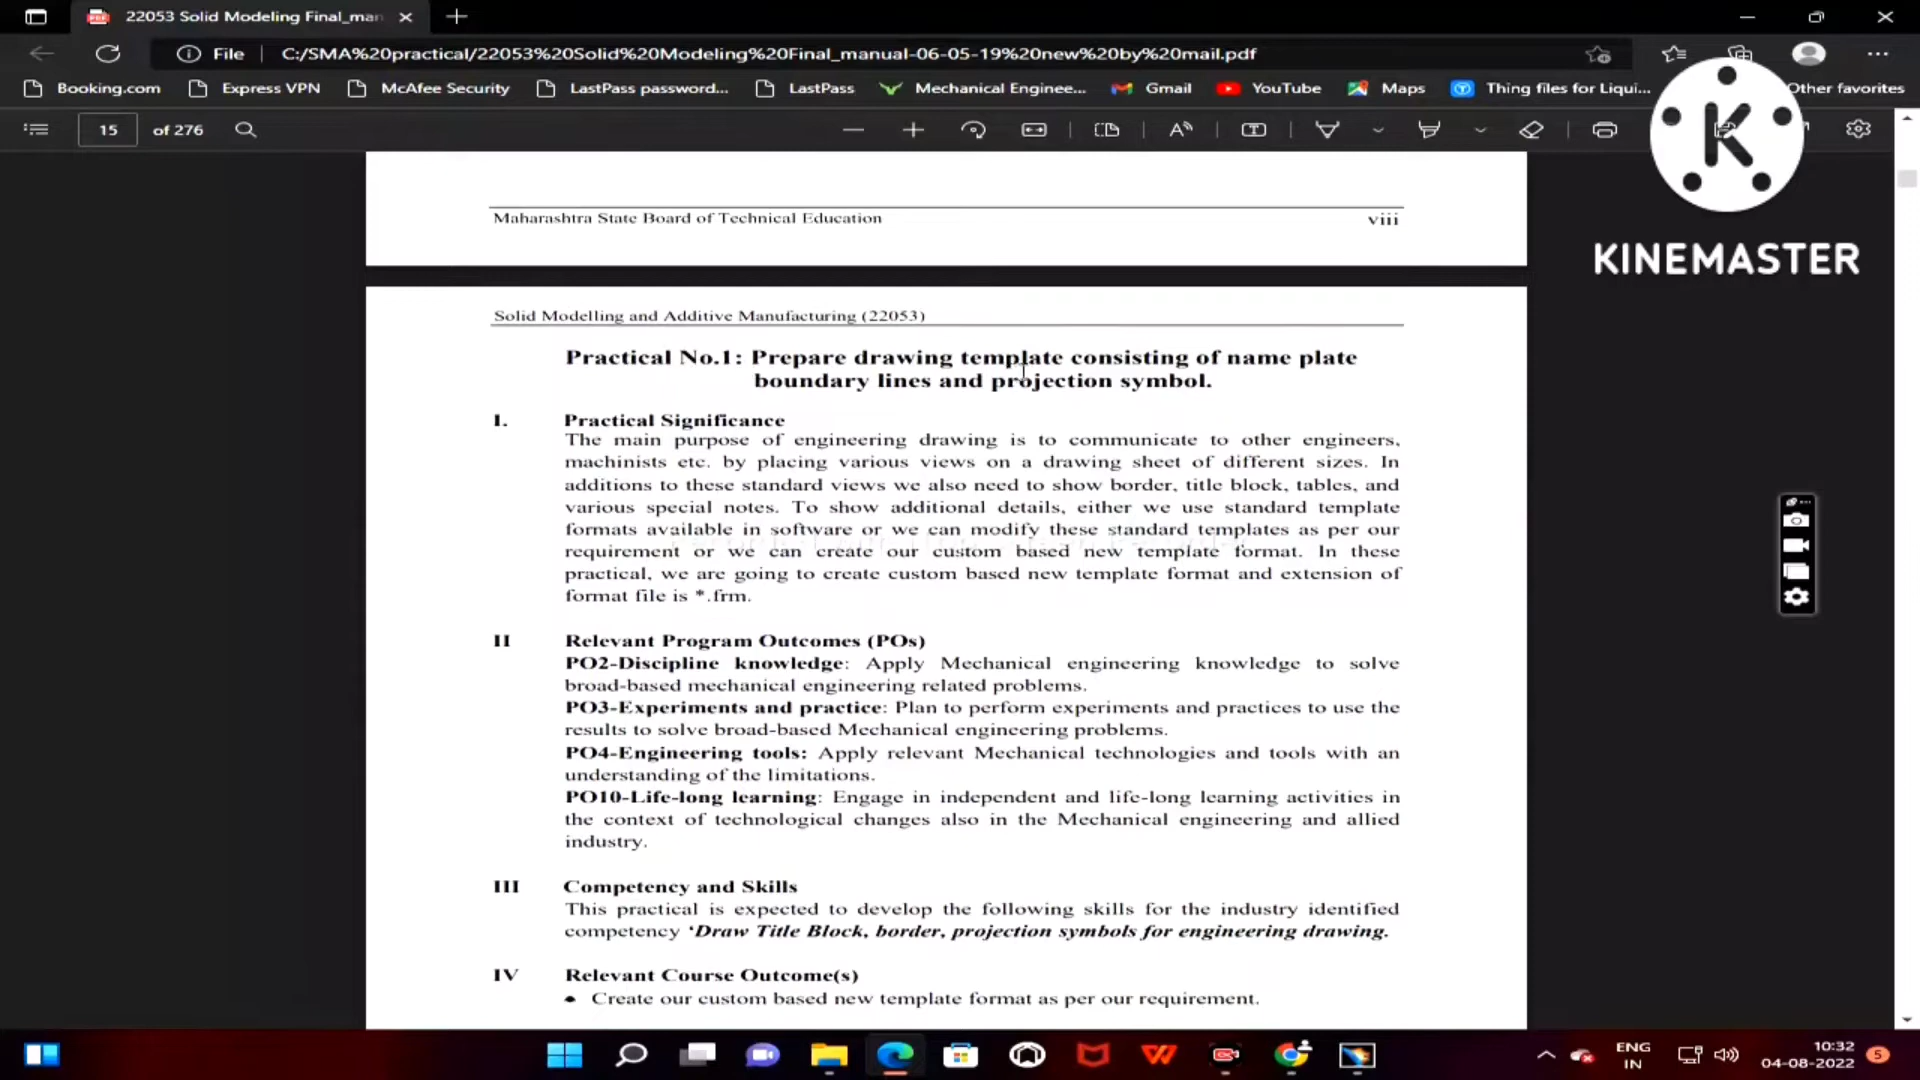 22053 Solid Modeling Final_man
File C:/SMA%20practical/22053%20Solid%20Modeling%20Final_manual-06-05-19%20new%20by%20mail.pdf
Booking.com Express VPN McAfee Security LastPass password... LastPass Mechanical Enginee... Gmail YouTube Maps Thing files for Liqui... Other favorites
15 of 276
K
KINEMASTER
Maharashtra State Board of Technical Education viii
Solid Modelling and Additive Manufacturing (22053)
Practical No.1: Prepare drawing template consisting of name plate
boundary lines and projection symbol.
I. Practical Significance
The main purpose of engineering drawing is to communicate to other engineers,
machinists etc. by placing various views on a drawing sheet of different sizes. In
additions to these standard views we also need to show border, title block, tables, and
various special notes. To show additional details, either we use standard template
formats available in software or we can modify these standard templates as per our
requirement or we can create our custom based new template format. In these
practical, we are going to create custom based new template format and extension of
format file is *.frm.
II Relevant Program Outcomes (POs)
PO2-Discipline knowledge: Apply Mechanical engineering knowledge to solve
broad-based mechanical engineering related problems.
PO3-Experiments and practice: Plan to perform experiments and practices to use the
results to solve broad-based Mechanical engineering problems.
PO4-Engineering tools: Apply relevant Mechanical technologies and tools with an
understanding of the limitations.
PO10-Life-long learning: Engage in independent and life-long learning activities in
the context of technological changes also in the Mechanical engineering and allied
industry.
III Competency and Skills
This practical is expected to develop the following skills for the industry identified
competency ‘Draw Title Block, border, projection symbols for engineering drawing.
IV Relevant Course Outcome(s)
• Create our custom based new template format as per our requirement.
ENG
IN
10:32
04-08-2022
5